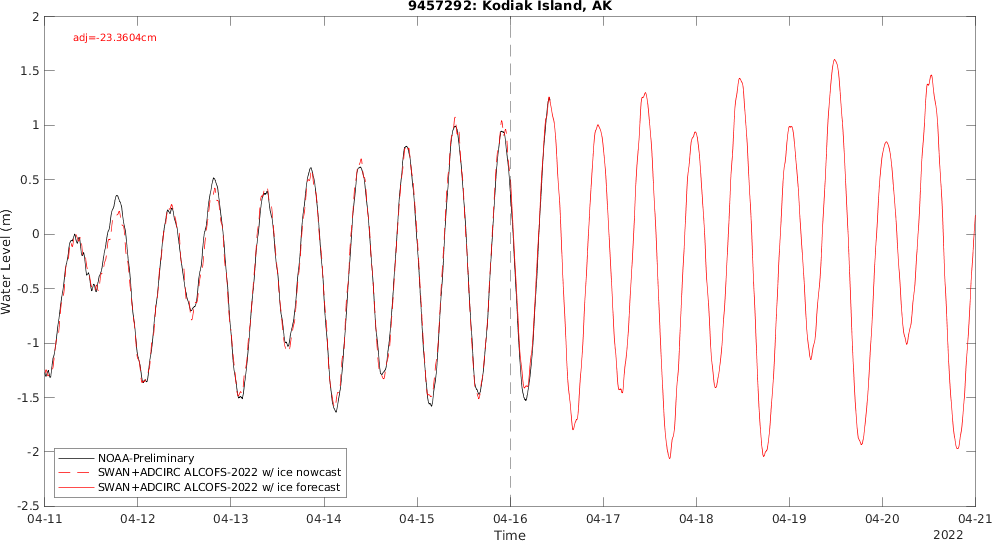 9457292: Kodiak Island, AK
adj=-23.3604cm
Water Level (m)
2
1.5
1
0.5
0
-0.5
-1
-1.5
-2
-2.5
NOAA-Preliminary
SWAN+ADCIRC ALCOFS-2022 w/ ice nowcast
SWAN+ADCIRC ALCOFS-2022 w/ ice forecast
04-11 04-12 04-13 04-14 04-15 04-16 04-17 04-18 04-19 04-20 04-21
Time
2022